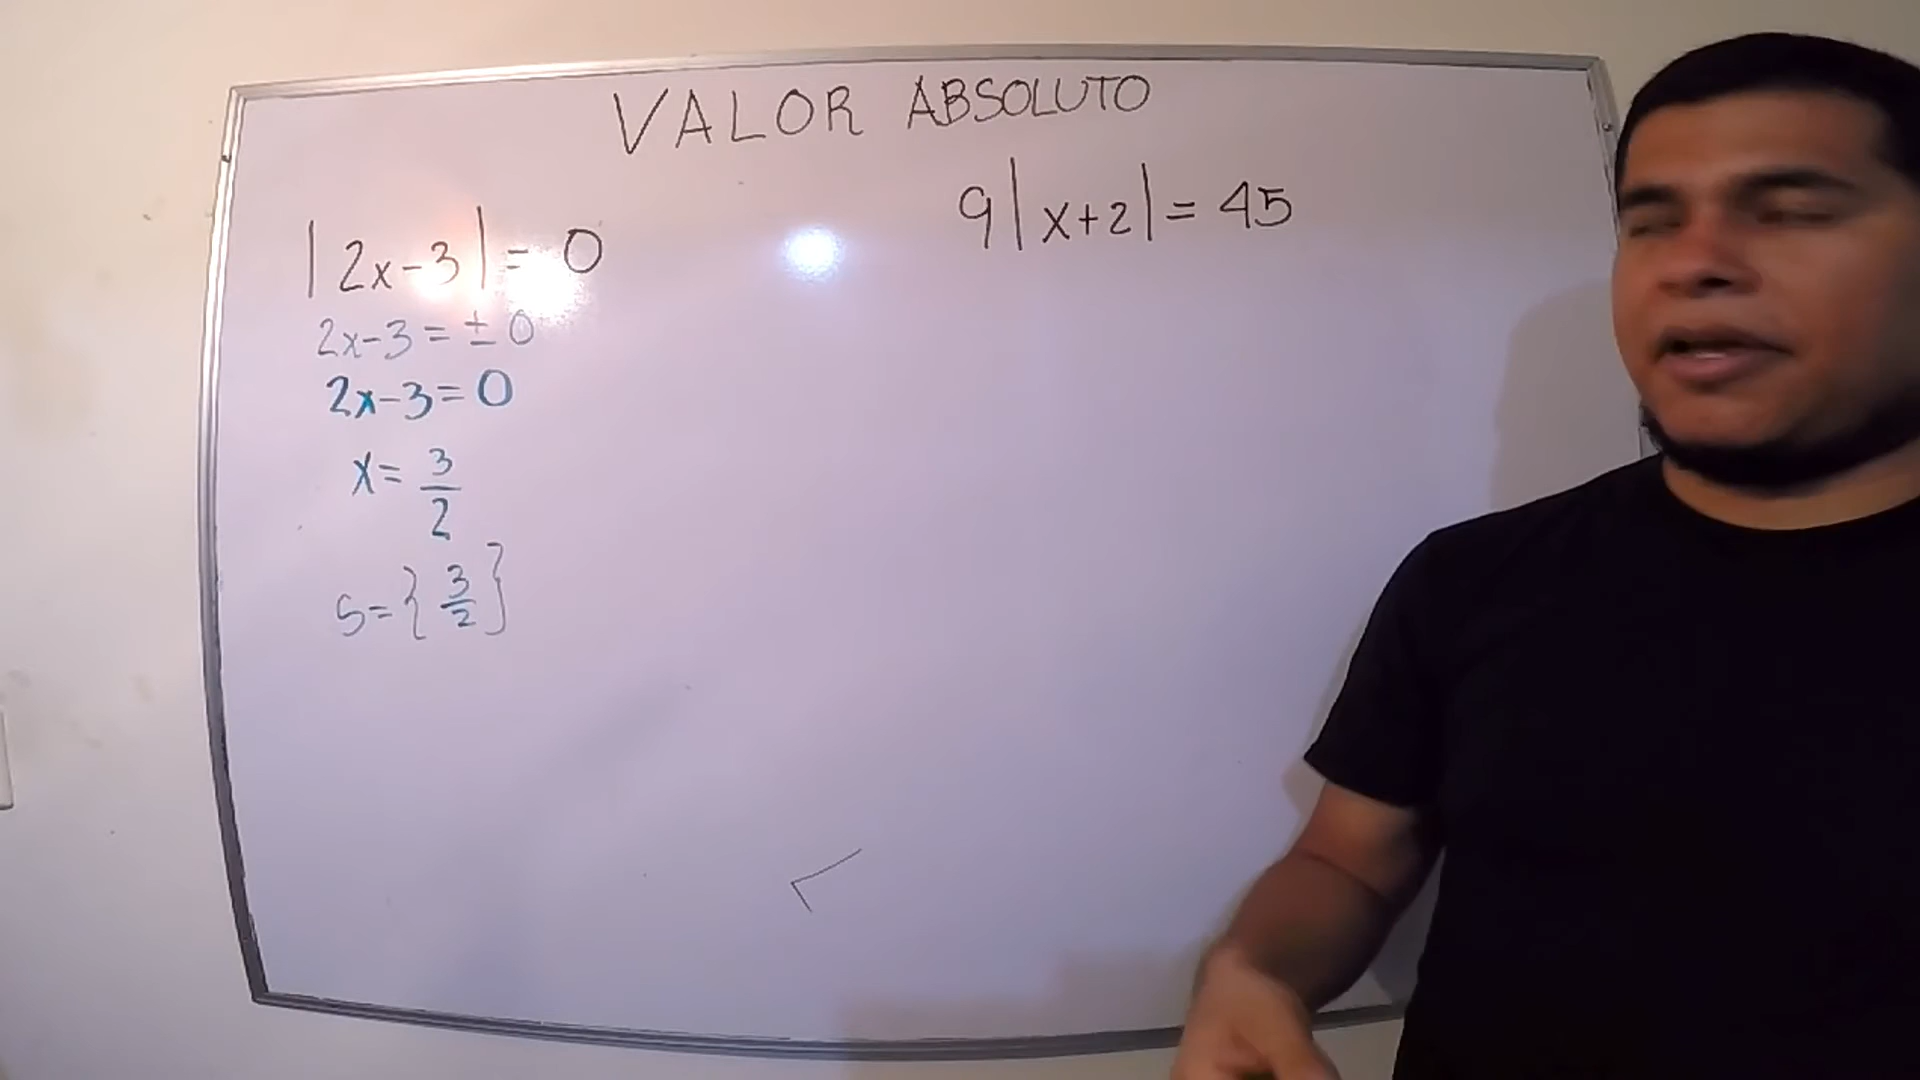 VALOR ABSOLUTO
|2x-3|= 0
2x-3= ± 0
2x-3= 0
x= 3/2
S={3/2}
9|x+2|= 45